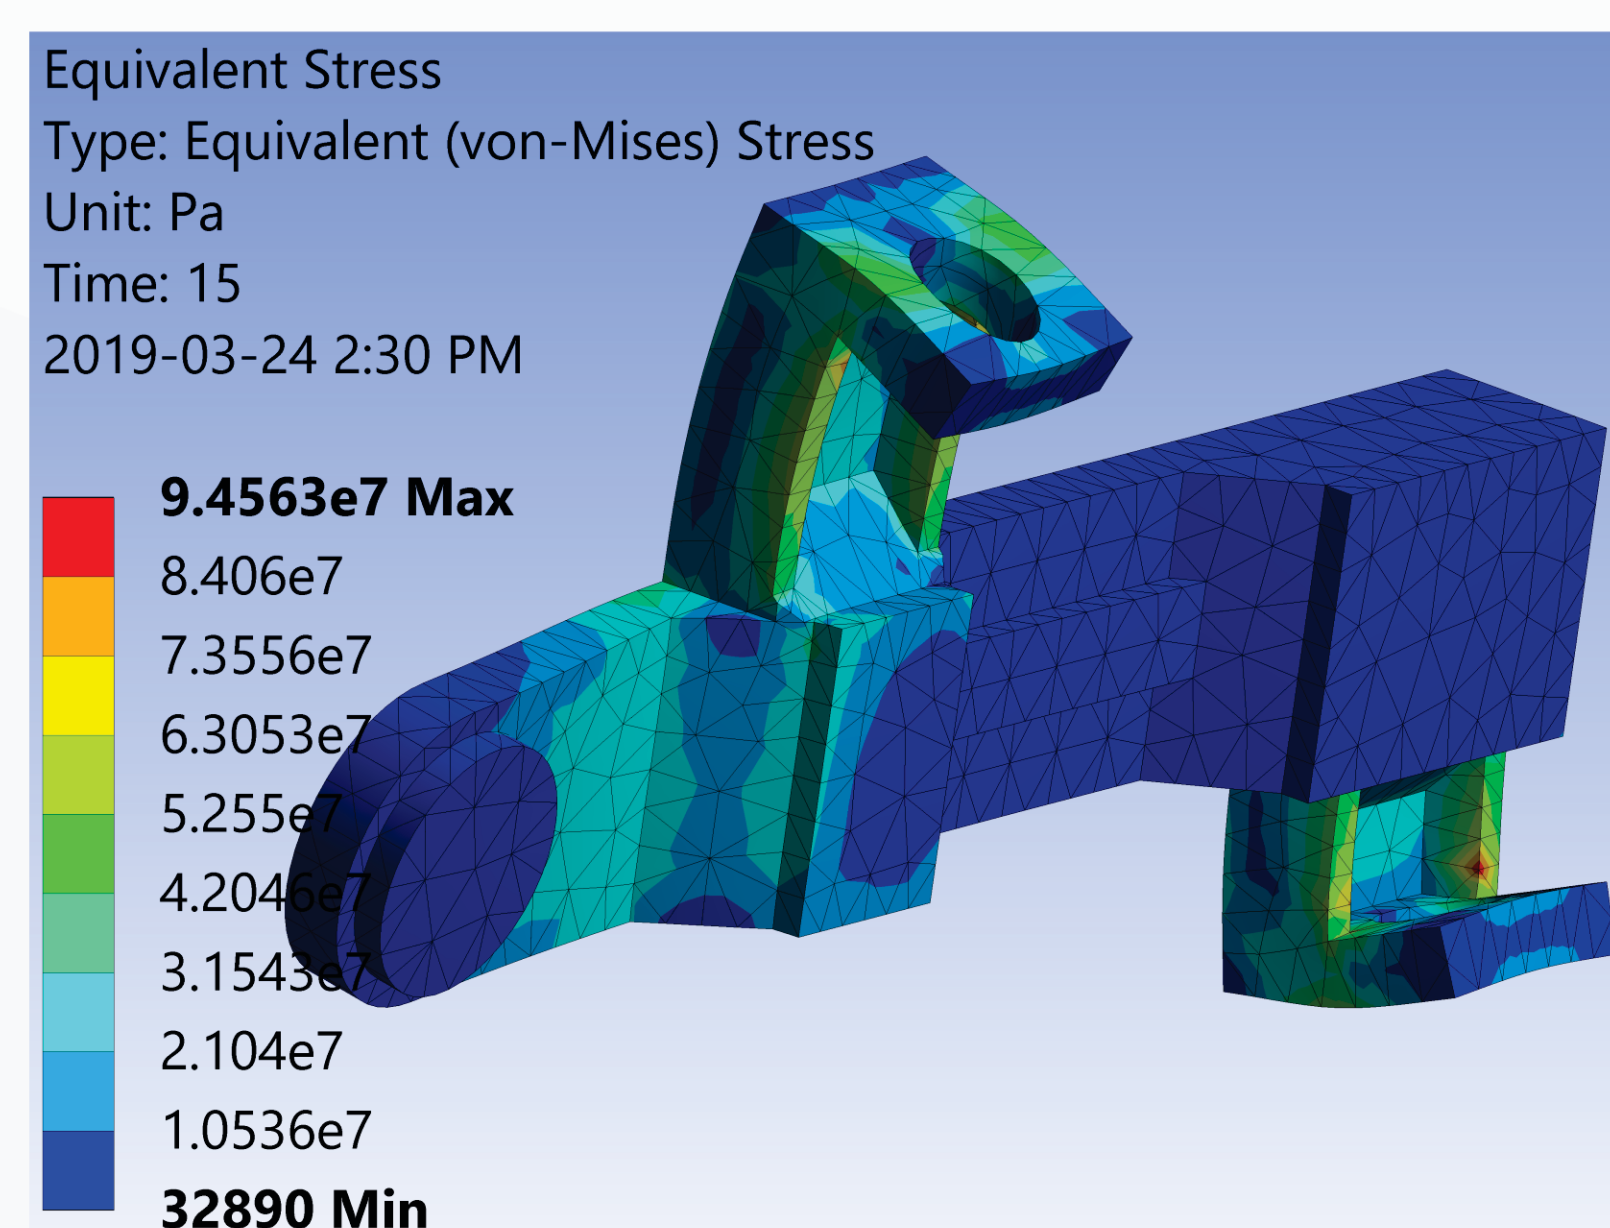 Equivalent Stress
Type: Equivalent (von-Mises) Stress
Unit: Pa
Time: 15
2019-03-24 2:30 PM
9.4563e7 Max
8.406e7
7.3556e7
6.3053e7
5.255e7
4.2046e7
3.1543e7
2.104e7
1.0536e7
32890 Min